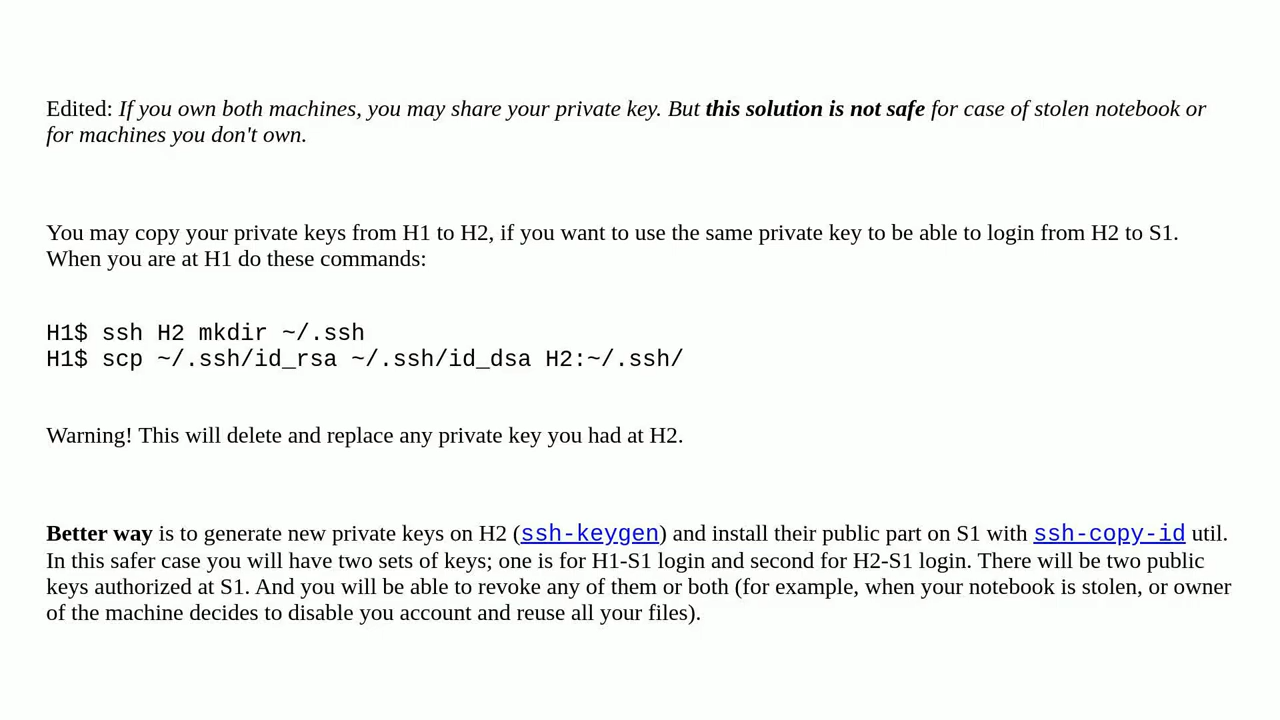 Edited: If you own both machines, you may share your private key. But this solution is not safe for case of stolen notebook or
for machines you don't own.
You may copy your private keys from H1 to H2, if you want to use the same private key to be able to login from H2 to S1.
When you are at H1 do these commands:
H1$ ssh H2 mkdir ~/.ssh
H1$ scp ~/.ssh/id_rsa ~/.ssh/id_dsa H2:~/.ssh/
Warning! This will delete and replace any private key you had at H2.
Better way is to generate new private keys on H2 (ssh-keygen) and install their public part on S1 with ssh-copy-id util.
In this safer case you will have two sets of keys; one is for H1-S1 login and second for H2-S1 login. There will be two public
keys authorized at S1. And you will be able to revoke any of them or both (for example, when your notebook is stolen, or owner
of the machine decides to disable you account and reuse all your files).